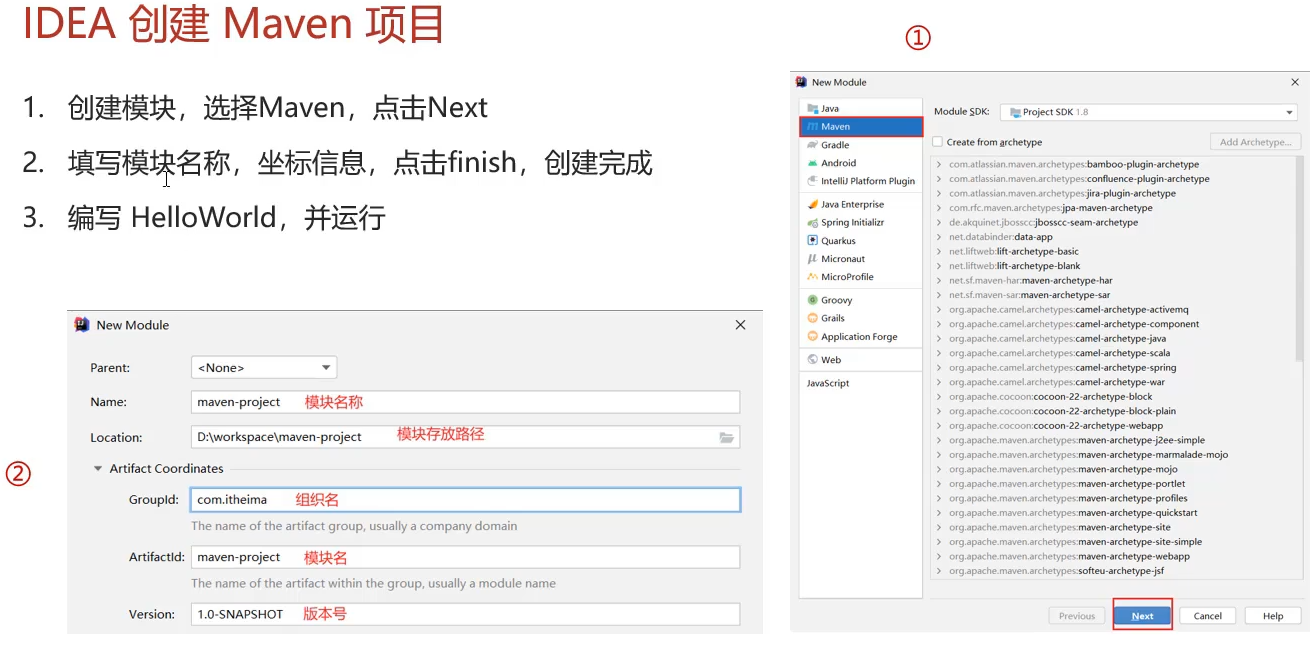 IDEA 创建 Maven 项目
1. 创建模块，选择Maven，点击Next
2. 填写模块名称，坐标信息，点击finish，创建完成
3. 编写 HelloWorld，并运行
①
New Module
Java
Maven
Gradle
Android
IntelliJ Platform Plugin
Java Enterprise
Spring Initializr
Quarkus
Micronaut
MicroProfile
Groovy
Grails
Application Forge
Web
JavaScript
Module SDK: Project SDK 1.8
Create from archetype Add Archetype...
com.atlassian.maven.archetypes:bamboo-plugin-archetype
com.atlassian.maven.archetypes:confluence-plugin-archetype
com.atlassian.maven.archetypes:jira-plugin-archetype
com.rfc.maven.archetypes:jpa-maven-archetype
de.akquinet.jbosscc:jbosscc-seam-archetype
net.databinder:data-app
net.liftweb:lift-archetype-basic
net.liftweb:lift-archetype-blank
net.sf.maven-har:maven-archetype-har
net.sf.maven-sar:maven-archetype-sar
org.apache.camel.archetypes:camel-archetype-activemq
org.apache.camel.archetypes:camel-archetype-component
org.apache.camel.archetypes:camel-archetype-java
org.apache.camel.archetypes:camel-archetype-scala
org.apache.camel.archetypes:camel-archetype-spring
org.apache.camel.archetypes:camel-archetype-war
org.apache.cocoon:cocoon-22-archetype-block
org.apache.cocoon:cocoon-22-archetype-block-plain
org.apache.cocoon:cocoon-22-archetype-webapp
org.apache.maven.archetypes:maven-archetype-j2ee-simple
org.apache.maven.archetypes:maven-archetype-marmalade-mojo
org.apache.maven.archetypes:maven-archetype-mojo
org.apache.maven.archetypes:maven-archetype-portlet
org.apache.maven.archetypes:maven-archetype-profiles
org.apache.maven.archetypes:maven-archetype-quickstart
org.apache.maven.archetypes:maven-archetype-site
org.apache.maven.archetypes:maven-archetype-site-simple
org.apache.maven.archetypes:maven-archetype-webapp
org.apache.maven.archetypes:softeu-archetype-jsf
Previous Next Cancel Help
②
New Module
Parent: <None>
Name: maven-project 模块名称
Location: D:\workspace\maven-project 模块存放路径
Artifact Coordinates
GroupId: com.itheima 组织名
The name of the artifact group, usually a company domain
ArtifactId: maven-project 模块名
The name of the artifact within the group, usually a module name
Version: 1.0-SNAPSHOT 版本号